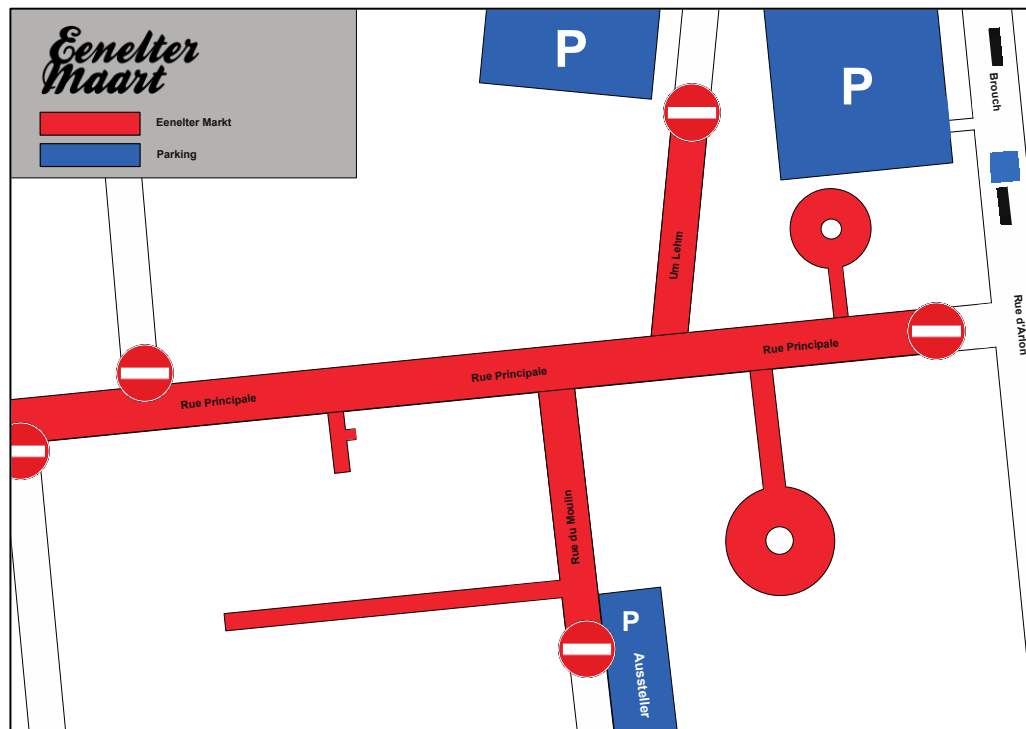 Eenelter
Maart
Eenelter Markt
Parking
P
P
Brouch
Um Lehm
Rue d'Arlon
Rue Principale
Rue Principale
Rue Principale
Rue du Moulin
P
Aussteller